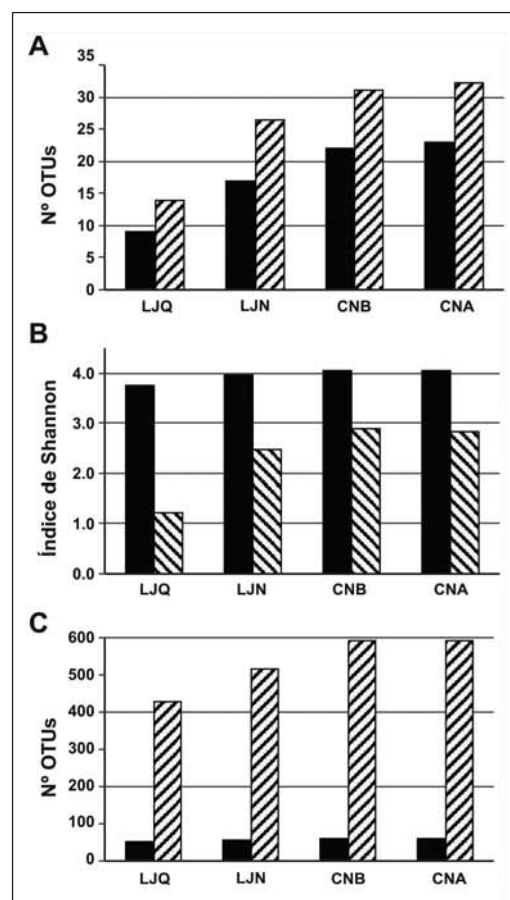 A
Nº OTUs
35
30
25
20
15
10
5
0
LJQ LJN CNB CNA
B
Índice de Shannon
4.0
3.0
2.0
1.0
0.0
LJQ LJN CNB CNA
C
Nº OTUs
600
500
400
300
200
100
0
LJQ LJN CNB CNA